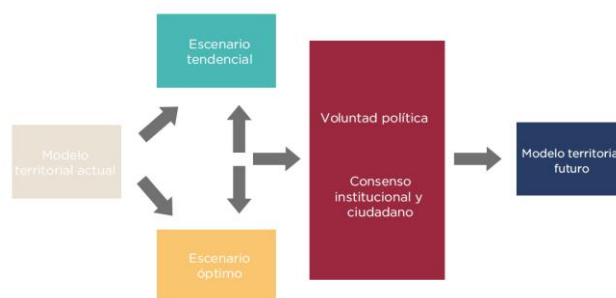 Escenario
tendencial
Modelo
territorial actual
Escenario
óptimo
Voluntad política
Consenso
institucional y
ciudadano
Modelo territorial
futuro